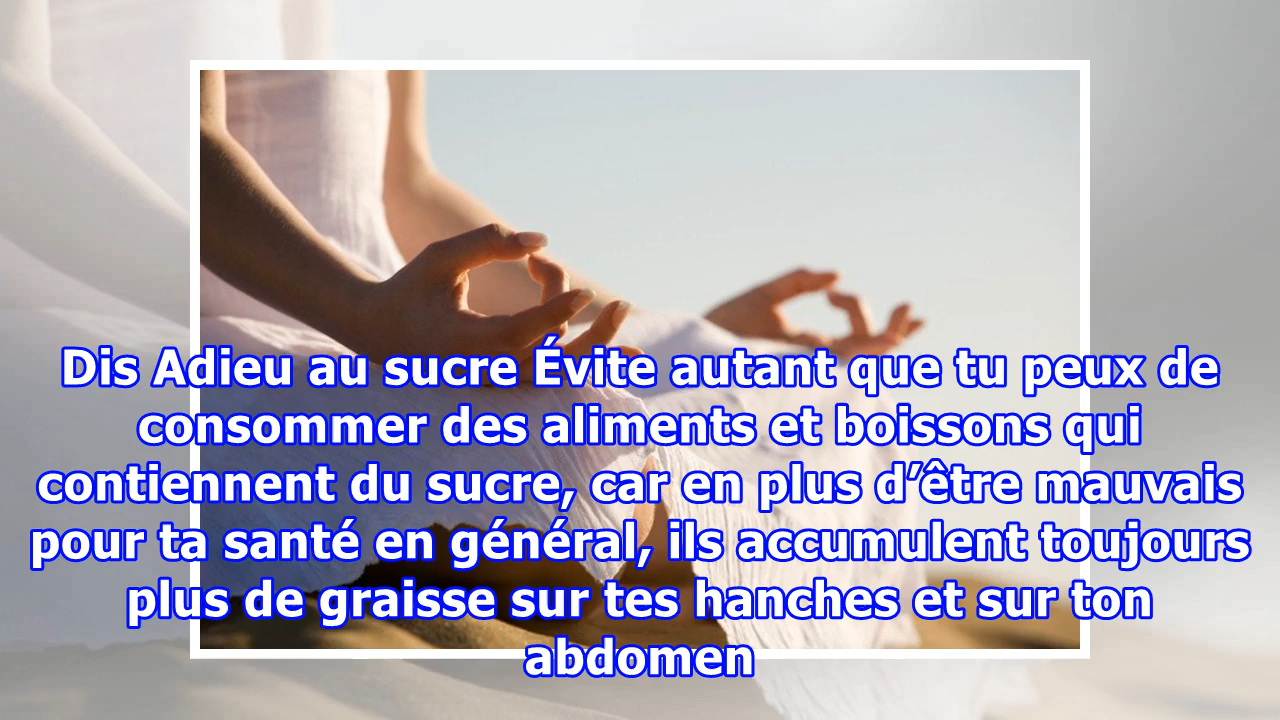 Dis Adieu au sucre Évite autant que tu peux de
consommer des aliments et boissons qui
contiennent du sucre, car en plus d’être mauvais
pour ta santé en général, ils accumulent toujours
plus de graisse sur tes hanches et sur ton
abdomen